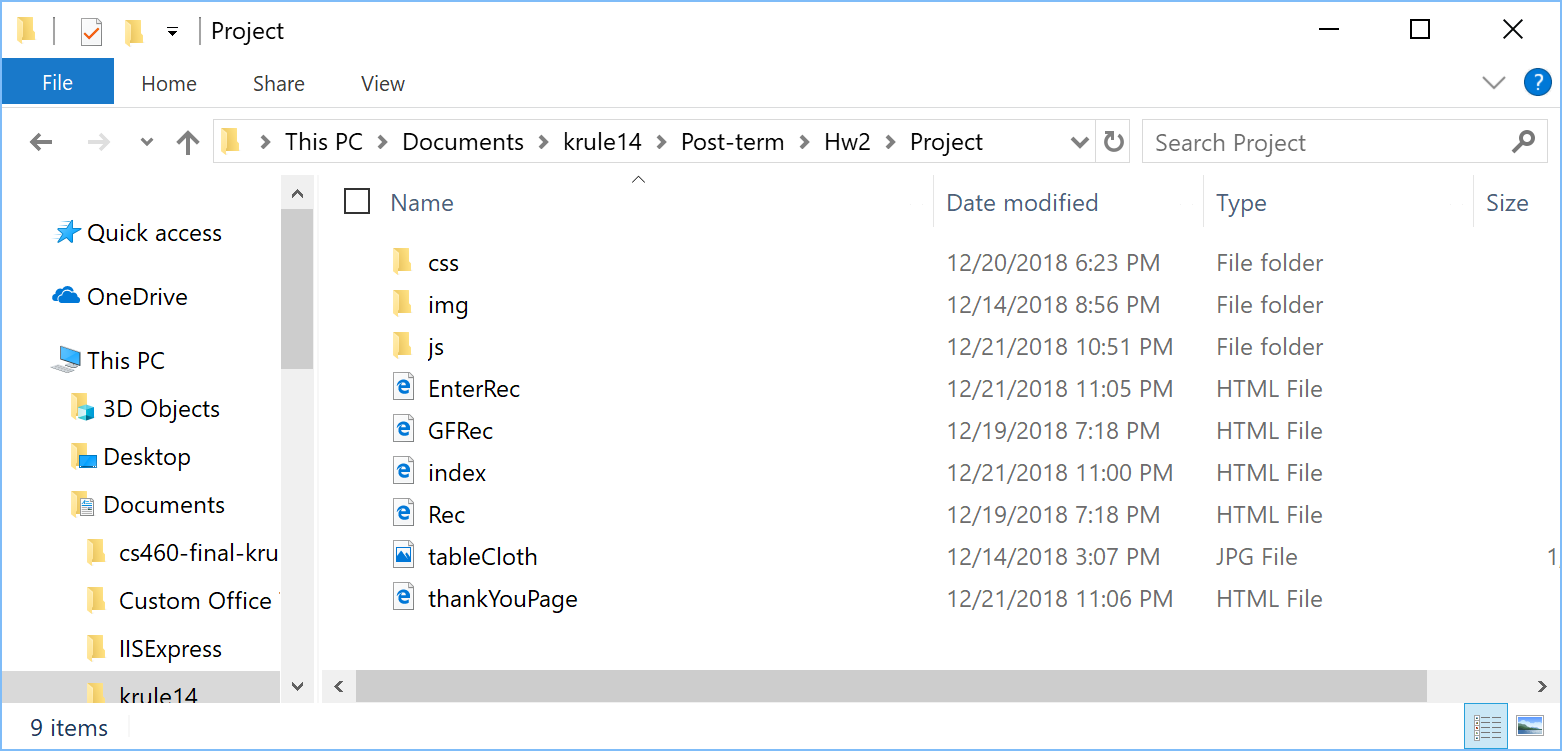 Project
File Home Share View ?
This PC Documents krule14 Post-term Hw2 Project Search Project
Name Date modified Type Size
Quick access
OneDrive
This PC
3D Objects
Desktop
Documents
cs460-final-kru
Custom Office
IISExpress
krule14
css 12/20/2018 6:23 PM File folder
img 12/14/2018 8:56 PM File folder
js 12/21/2018 10:51 PM File folder
EnterRec 12/21/2018 11:05 PM HTML File
GFRec 12/19/2018 7:18 PM HTML File
index 12/21/2018 11:00 PM HTML File
Rec 12/19/2018 7:18 PM HTML File
tableCloth 12/14/2018 3:07 PM JPG File 1,
thankYouPage 12/21/2018 11:06 PM HTML File
9 items